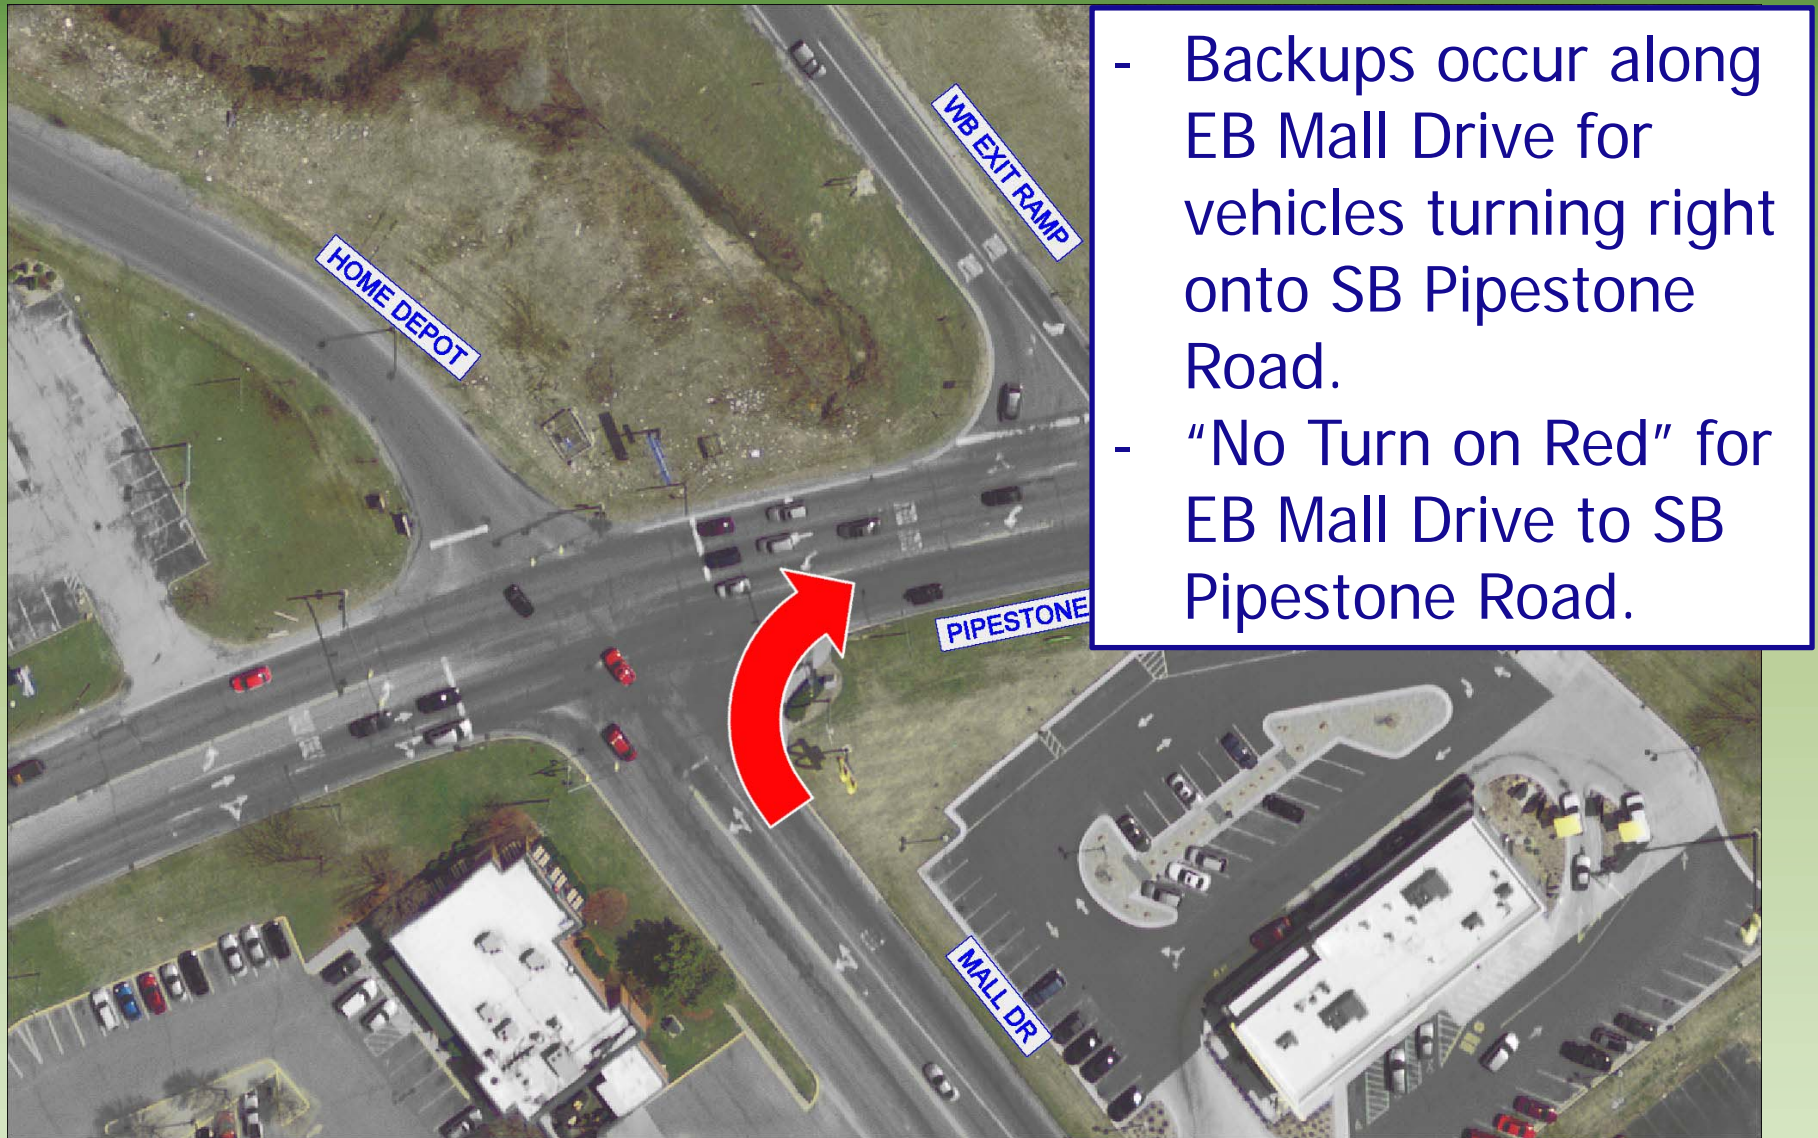 - Backups occur along
EB Mall Drive for
vehicles turning right
onto SB Pipestone
Road.
- “No Turn on Red” for
EB Mall Drive to SB
Pipestone Road.
WB EXIT RAMP
HOME DEPOT
PIPESTONE
MALL DR